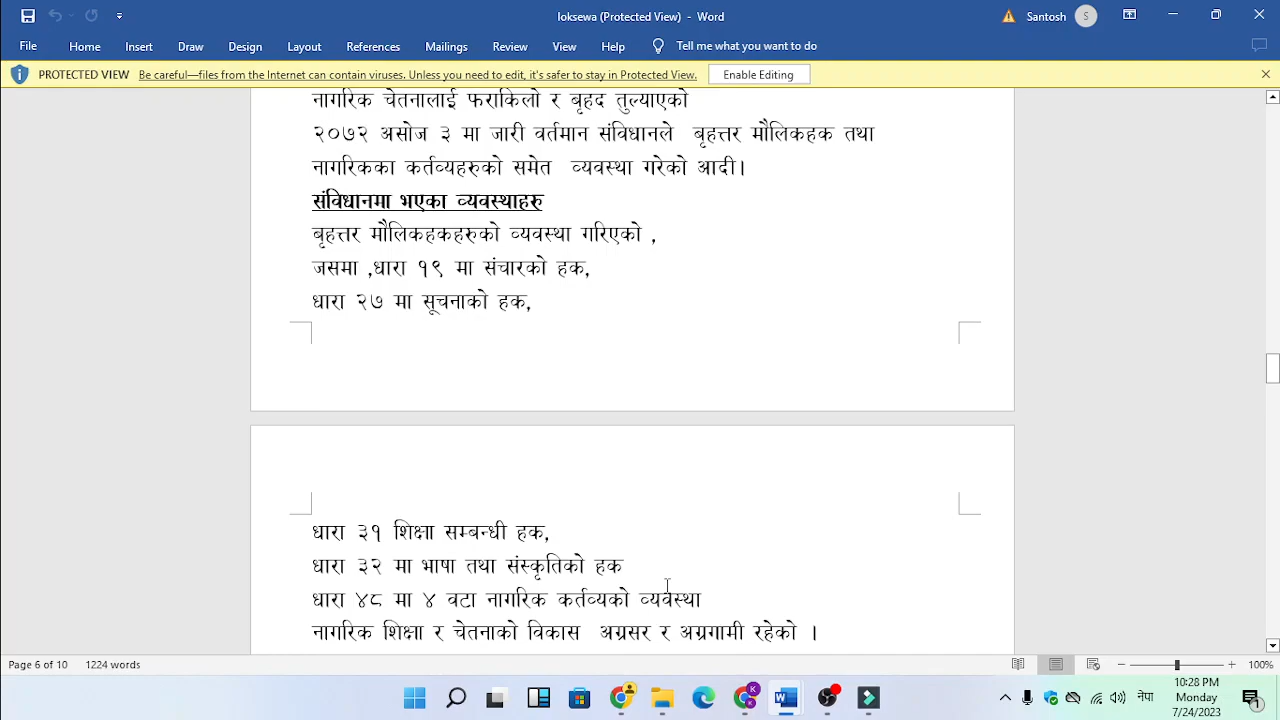 loksewa (Protected View) - Word
Santosh S
File Home Insert Draw Design Layout References Mailings Review View Help Tell me what you want to do
PROTECTED VIEW Be careful—files from the Internet can contain viruses. Unless you need to edit, it's safer to stay in Protected View. Enable Editing
नागरिक चेतनालाई फराकिलो र बृहद तुल्याएको
२०७२ असोज ३ मा जारी वर्तमान संविधानले बृहत्तर मौलिकहक तथा
नागरिकका कर्तव्यहरुको समेत व्यवस्था गरेको आदी।
संविधानमा भएका व्यवस्थाहरु
बृहत्तर मौलिकहकहरुको व्यवस्था गरिएको ,
जसमा ,धारा १९ मा संचारको हक,
धारा २७ मा सूचनाको हक,
धारा ३१ शिक्षा सम्बन्धी हक,
धारा ३२ मा भाषा तथा संस्कृतिको हक
धारा ४८ मा ४ वटा नागरिक कर्तव्यको व्यवस्था
नागरिक शिक्षा र चेतनाको विकास अग्रसर र अग्रगामी रहेको ।
Page 6 of 10 1224 words 100%
नेपा
10:28 PM
Monday
7/24/2023
1